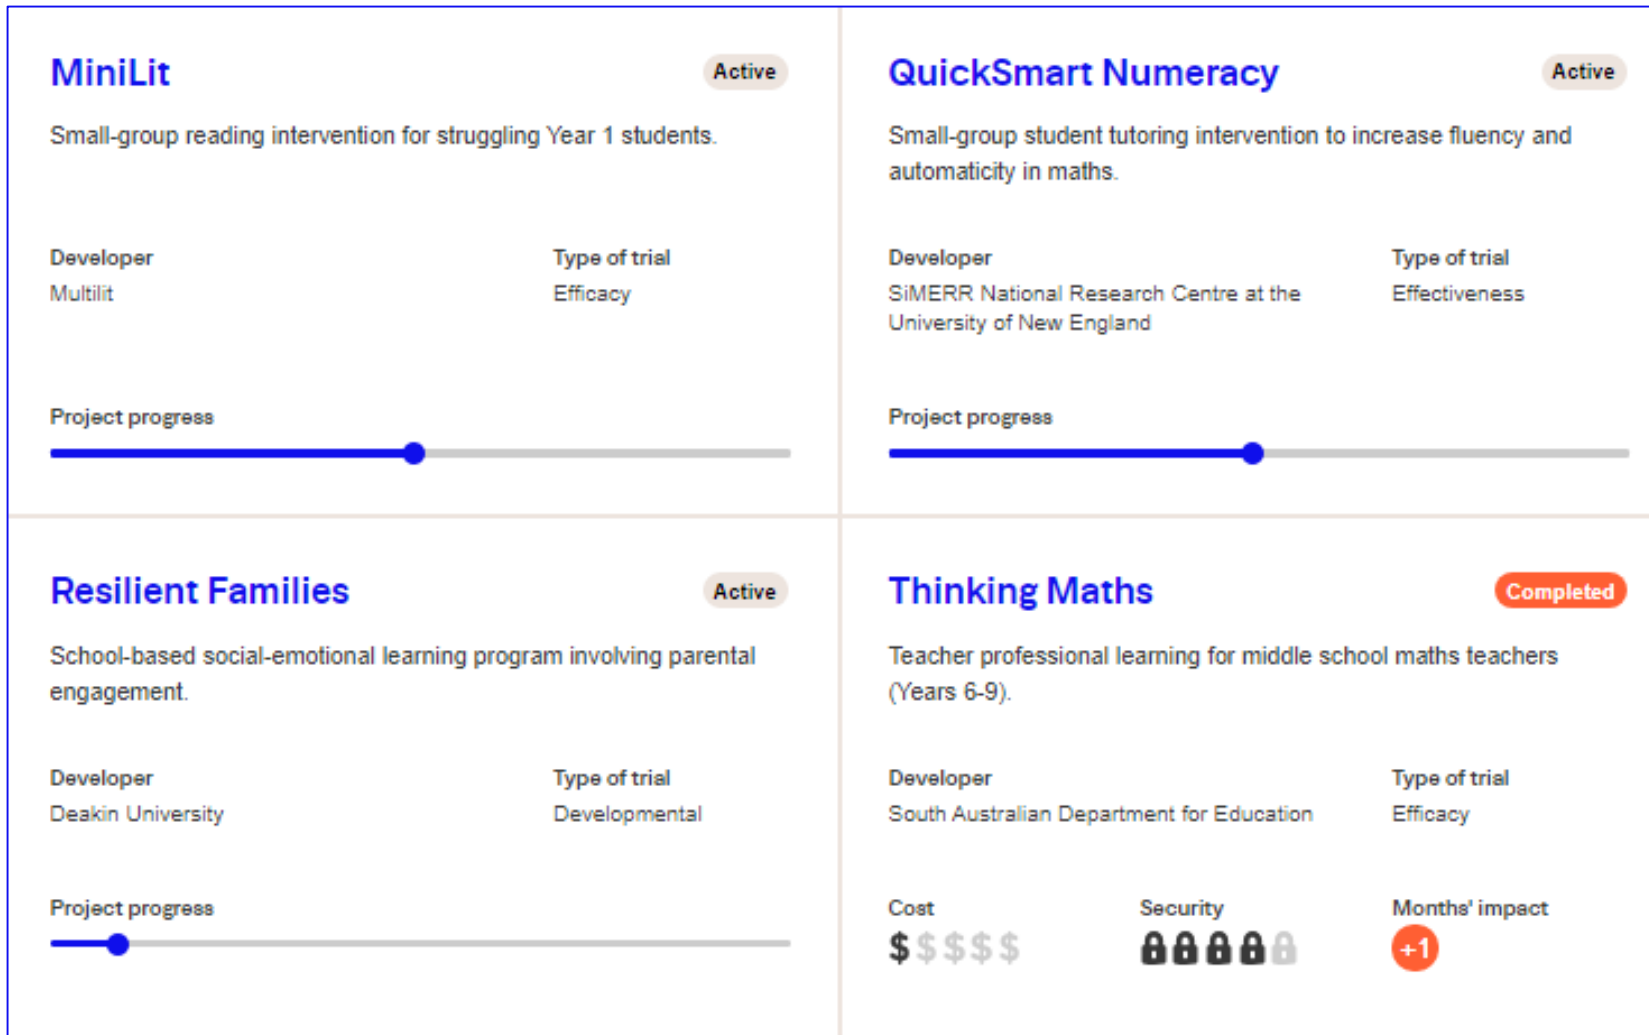 MiniLit
Active
Small-group reading intervention for struggling Year 1 students.
Developer
Type of trial
Multilit
Efficacy
Project progress
QuickSmart Numeracy
Active
Small-group student tutoring intervention to increase fluency and
automaticity in maths.
Developer
Type of trial
SiMERR National Research Centre at the
University of New England
Effectiveness
Project progress
Resilient Families
Active
School-based social-emotional learning program involving parental
engagement.
Developer
Type of trial
Deakin University
Developmental
Project progress
Thinking Maths
Completed
Teacher professional learning for middle school maths teachers
(Years 6-9).
Developer
Type of trial
South Australian Department for Education
Efficacy
Cost
Security
Months' impact
$$$$$
+1